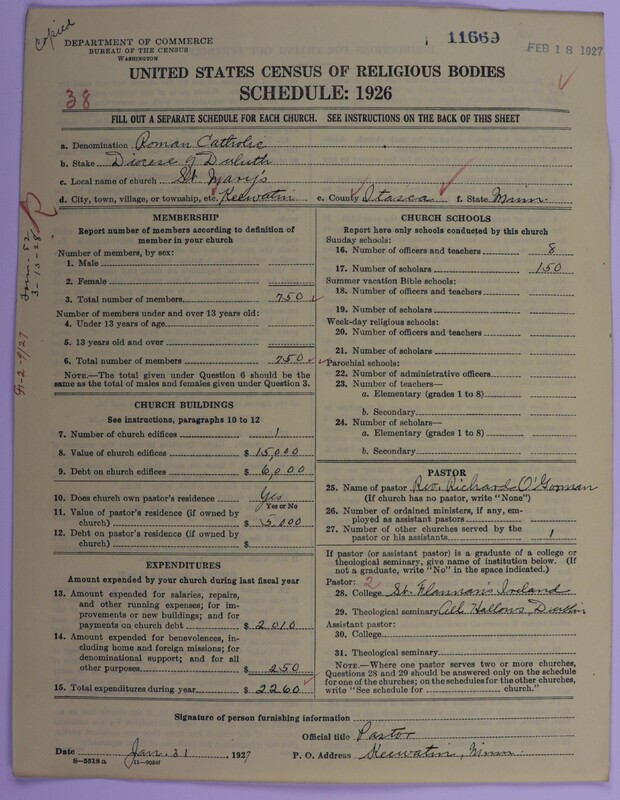 copied
DEPARTMENT OF COMMERCE
BUREAU OF THE CENSUS
WASHINGTON
11669
FEB 18 1927
UNITED STATES CENSUS OF RELIGIOUS BODIES
SCHEDULE: 1926
38
FILL OUT A SEPARATE SCHEDULE FOR EACH CHURCH. SEE INSTRUCTIONS ON THE BACK OF THIS SHEET
a. Denomination Roman Catholic
b. Stake Diocese of Duluth
c. Local name of church St. Mary's
d. City, town, village, or township, etc. Keewatin e. County Itasca f. State Minn
MEMBERSHIP
Report number of members according to definition of
member in your church
Number of members, by sex:
1. Male
2. Female
3. Total number of members 750
Number of members under and over 13 years old:
4. Under 13 years of age
5. 13 years old and over
6. Total number of members 750
NOTE.—The total given under Question 6 should be
same as the total of males and females given under Question 3.
CHURCH BUILDINGS
See instructions, paragraphs 10 to 12
7. Number of church edifices 1
8. Value of church edifices $ 15,000
9. Debt on church edifices $ 6,000
10. Does church own pastor's residence Yes
Yes or No
11. Value of pastor's residence (if owned by
church) $ 5,000
12. Debt on pastor's residence (if owned by
church) $
EXPENDITURES
Amount expended by your church during last fiscal year
13. Amount expended for salaries, repairs,
and other running expenses; for im-
provements or new buildings; and for
payments on church debt $ 2010
14. Amount expended for benevolences, in-
cluding home and foreign missions; for
denominational support; and for all
other purposes $ 250
15. Total expenditures during year $ 2260
CHURCH SCHOOLS
Report here only schools conducted by this church
Sunday schools:
16. Number of officers and teachers 8
17. Number of scholars 150
Summer vacation Bible schools:
18. Number of officers and teachers
19. Number of scholars
Week-day religious schools:
20. Number of officers and teachers
21. Number of scholars
Parochial schools:
22. Number of administrative officers
23. Number of teachers—
a. Elementary (grades 1 to 8)
b. Secondary
24. Number of scholars—
a. Elementary (grades 1 to 8)
b. Secondary
PASTOR
25. Name of pastor Rev. Richard O'Gorman
(If church has no pastor, write "None")
26. Number of ordained ministers, if any, em-
ployed as assistant pastors
27. Number of other churches served by the
pastor or his assistants 1
If pastor (or assistant pastor) is a graduate of a college or
theological seminary, give name of institution below. (If
not a graduate, write "No" in the space indicated.)
Pastor: 2
28. College St. Flannan's Ireland
29. Theological seminary All Hallows, Dublin
Assistant pastor:
30. College
31. Theological seminary
NOTE.—Where one pastor serves two or more churches,
Questions 28 and 29 should be answered only on the schedule
for one of the churches; on the schedules for the other churches,
write "See schedule for church."
Signature of person furnishing information
Official title Pastor
Date Jan. 31, 1927 P. O. Address Keewatin, Minn.
8—5518a